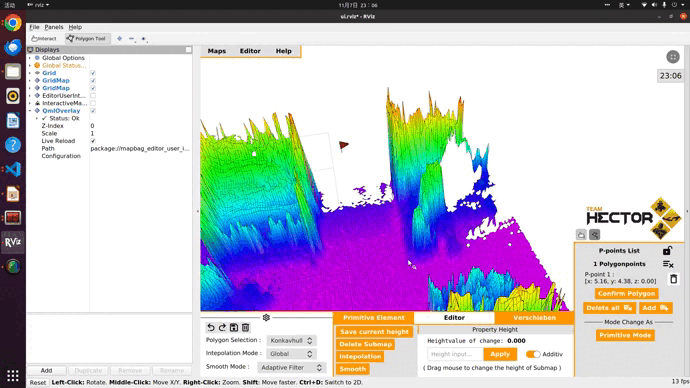 活动
rviz
11月7日 23：06
英
ui.rviz* - RViz
File Panels Help
Interact
Polygon Tool
Displays
Global Options
Global Status...
Grid
GridMap
GridMap
EditorUserInt...
InteractiveMa...
QmlOverlay
Status: Ok
Z-Index 0
Scale 1
Live Reload
Path package://mapbag_editor_user_i...
Configuration
Add Duplicate Remove Rename
Maps Editor Help
23:06
TEAM
HECTOR
P-points List
1 Polygonpoints
P-point 1 :
[x: 5.16, y: 4.38, z: 0.00]
Confirm Polygon
Delete all
Add
Mode Change As
Primitive Mode
Polygon Selection : Konkavhull
Intepolation Mode : Global
Smooth Mode : Adaptive Filter
Primitive Element Editor Verschieben
Save current height
Delete Submap
Intepolation
Smooth
Property Height
Heightvalue of change: 0.000
Height input... Apply Additiv
( Drag mouse to change the height of Submap )
RViz
Reset Left-Click: Rotate. Middle-Click: Move X/Y. Right-Click: Zoom. Shift: Move faster. Ctrl+D: Switch to 2D. 13 fps